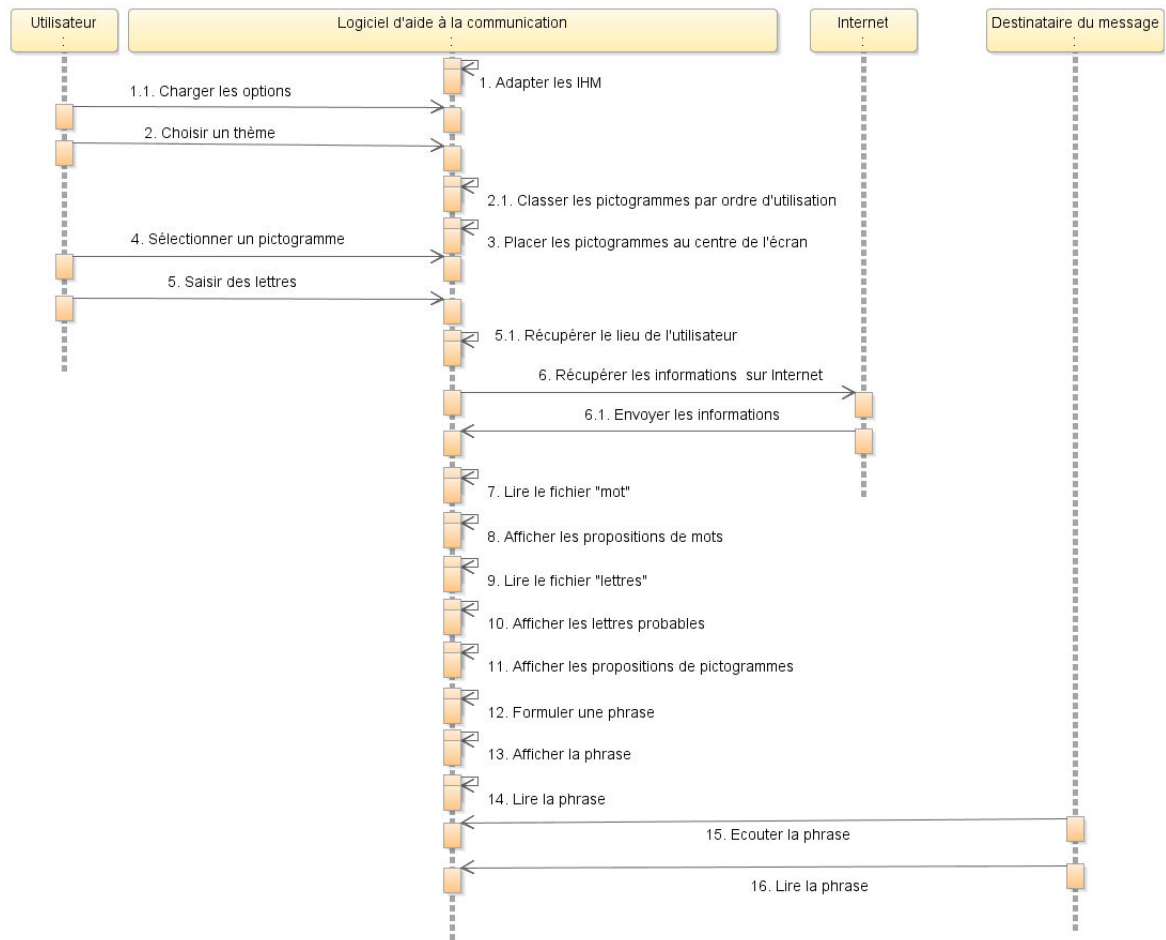 Utilisateur
:
Logiciel d'aide à la communication
:
Internet
:
Destinataire du message
:
1. Adapter les IHM
1.1. Charger les options
2. Choisir un thème
2.1. Classer les pictogrammes par ordre d'utilisation
4. Sélectionner un pictogramme
3. Placer les pictogrammes au centre de l'écran
5. Saisir des lettres
5.1. Récupérer le lieu de l'utilisateur
6. Récupérer les informations  sur Internet
6.1. Envoyer les informations
7. Lire le fichier "mot"
8. Afficher les propositions de mots
9. Lire le fichier "lettres"
10. Afficher les lettres probables
11. Afficher les propositions de pictogrammes
12. Formuler une phrase
13. Afficher la phrase
14. Lire la phrase
15. Ecouter la phrase
16. Lire la phrase